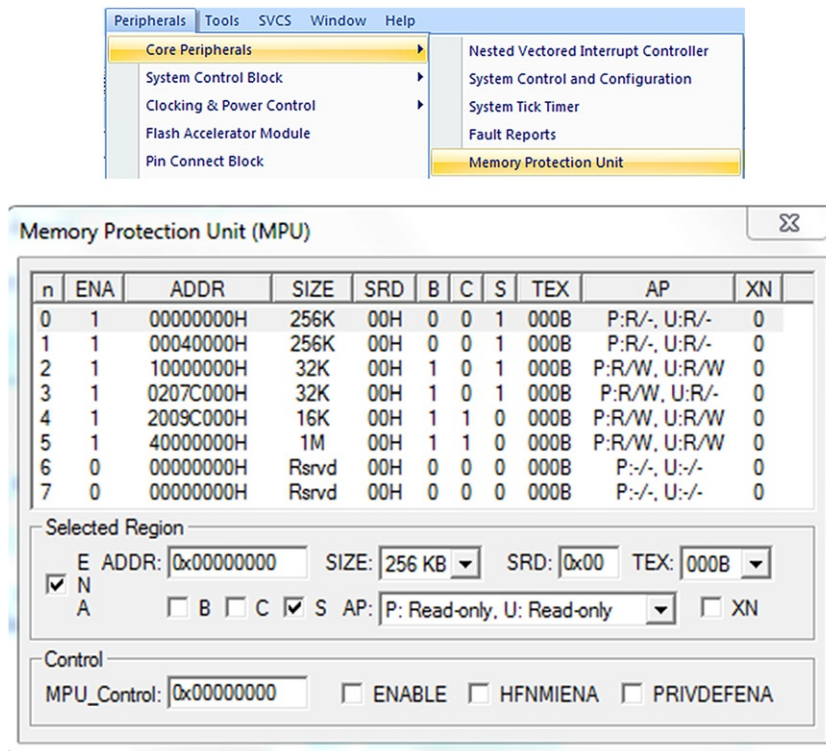 Peripherals Tools SVCS Window Help
Core Peripherals
System Control Block
Clocking & Power Control
Flash Accelerator Module
Pin Connect Block
Nested Vectored Interrupt Controller
System Control and Configuration
System Tick Timer
Fault Reports
Memory Protection Unit
Memory Protection Unit (MPU)
n ENA ADDR SIZE SRD B C S TEX AP XN
0 1 00000000H 256K 00H 0 0 1 000B P:R/-, U:R/- 0
1 1 00040000H 256K 00H 0 0 1 000B P:R/-, U:R/- 0
2 1 10000000H 32K 00H 1 0 1 000B P:R/W, U:R/W 0
3 1 0207C000H 32K 00H 1 0 1 000B P:R/W, U:R/- 0
4 1 2009C000H 16K 00H 1 1 0 000B P:R/W, U:R/W 0
5 1 40000000H 1M 00H 1 1 0 000B P:R/W, U:R/W 0
6 0 00000000H Rsrvd 00H 0 0 0 000B P:-/-, U:-/- 0
7 0 00000000H Rsrvd 00H 0 0 0 000B P:-/-, U:-/- 0
Selected Region
ENA ADDR: 0x00000000 SIZE: 256 KB SRD: 0x00 TEX: 000B
B C S AP: P: Read-only, U: Read-only XN
Control
MPU_Control: 0x00000000 ENABLE HFNMIENA PRIVDEFENA